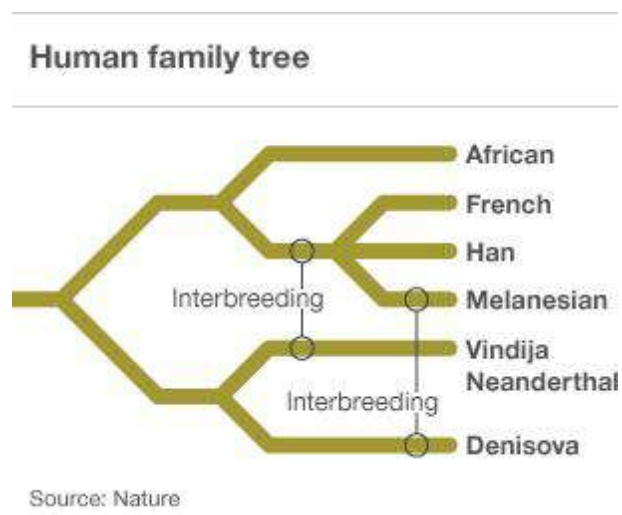 Human family tree
African
French
Han
Interbreeding
Melanesian
Vindija
Neanderthal
Interbreeding
Denisova
Source: Nature